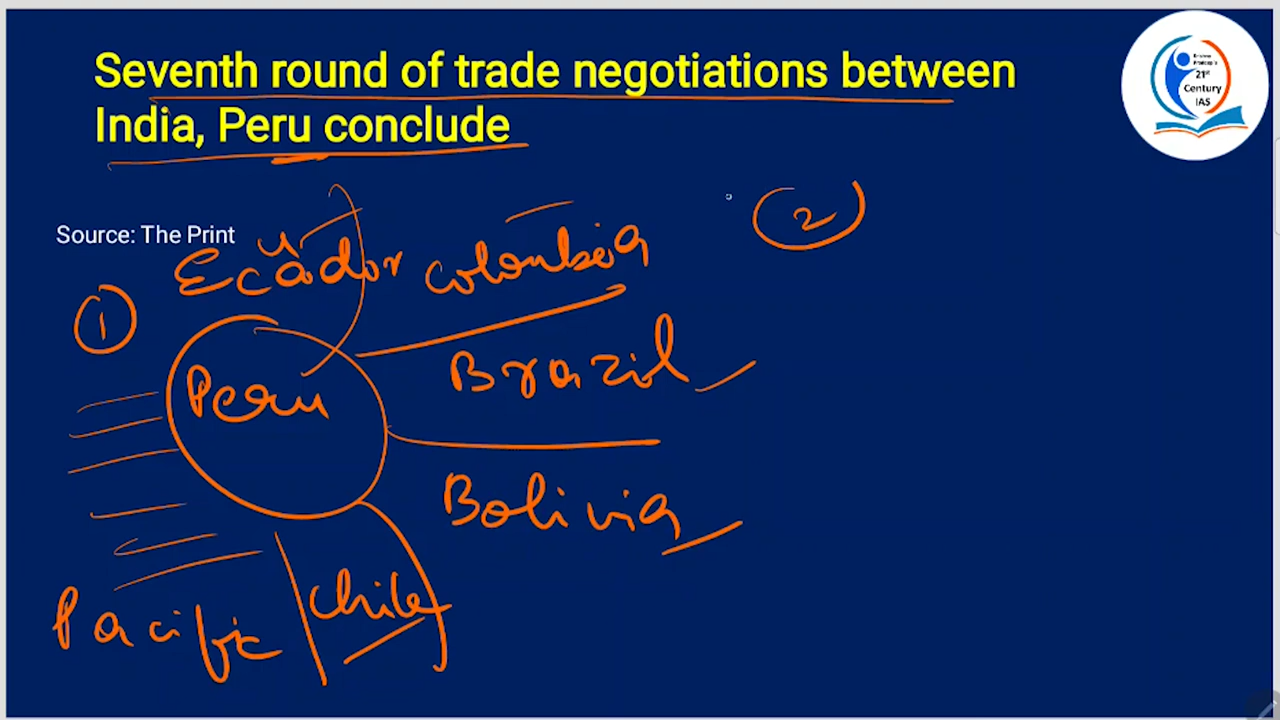 Seventh round of trade negotiations between
India, Peru conclude
21st
Century
IAS
Source: The Print
2
Ecuador Colombia
1
Peru
Brazil
Bolivia
Chile
Pacific